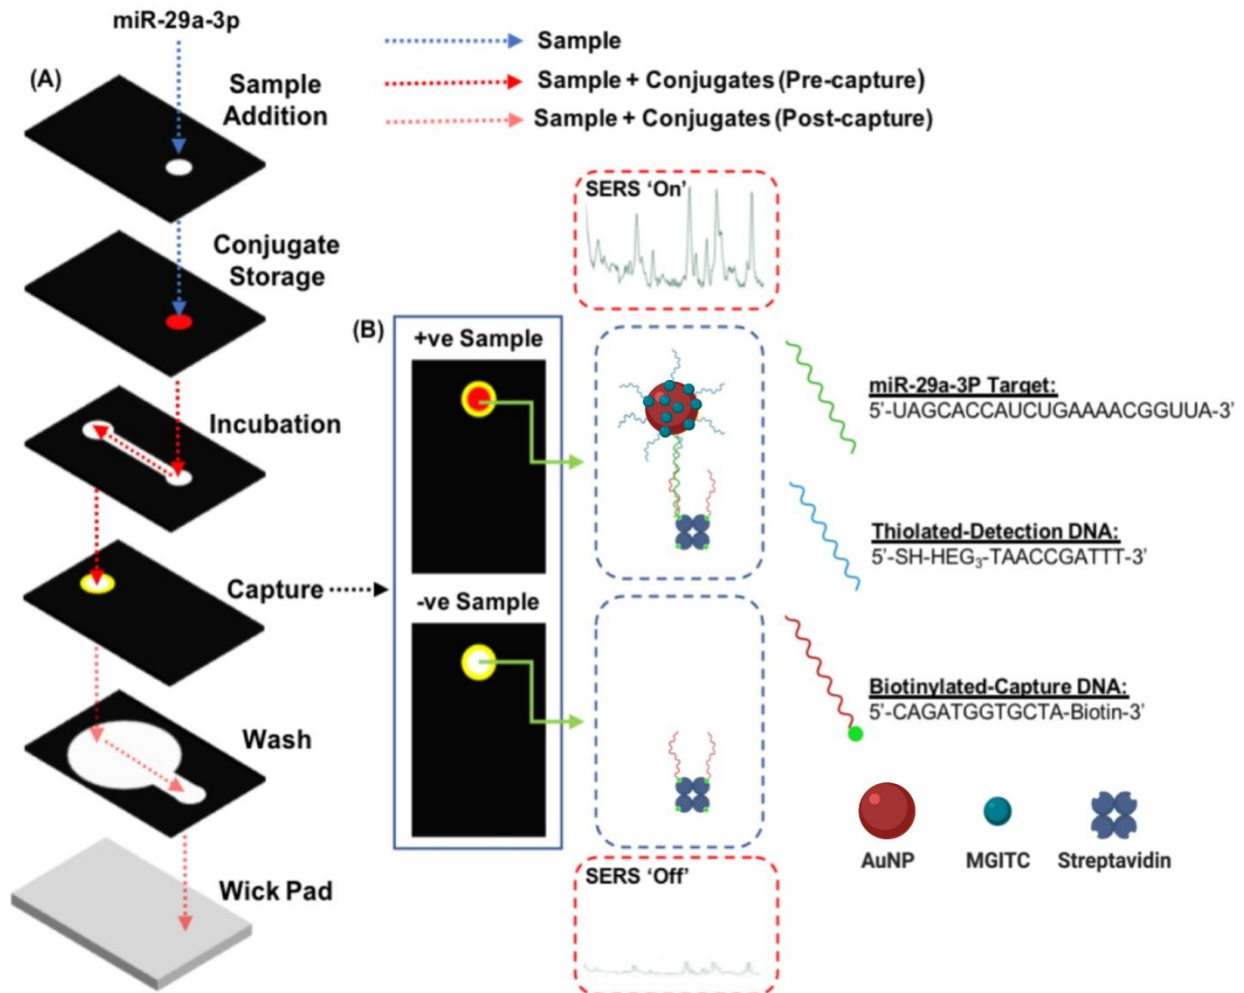 miR-29a-3p
Sample
Sample + Conjugates (Pre-capture)
Sample + Conjugates (Post-capture)
(A)
Sample
Addition
Conjugate
Storage
Incubation
Capture
Wash
Wick Pad
(B)
+ve Sample
-ve Sample
SERS ‘On’
SERS ‘Off’
miR-29a-3P Target:
5’-UAGCACCAUCUGAAAACGGUUA-3’
Thiolated-Detection DNA:
5’-SH-HEG₃-TAACCGATTT-3’
Biotinylated-Capture DNA:
5’-CAGATGGTGCTA-Biotin-3’
AuNP
MGITC
Streptavidin